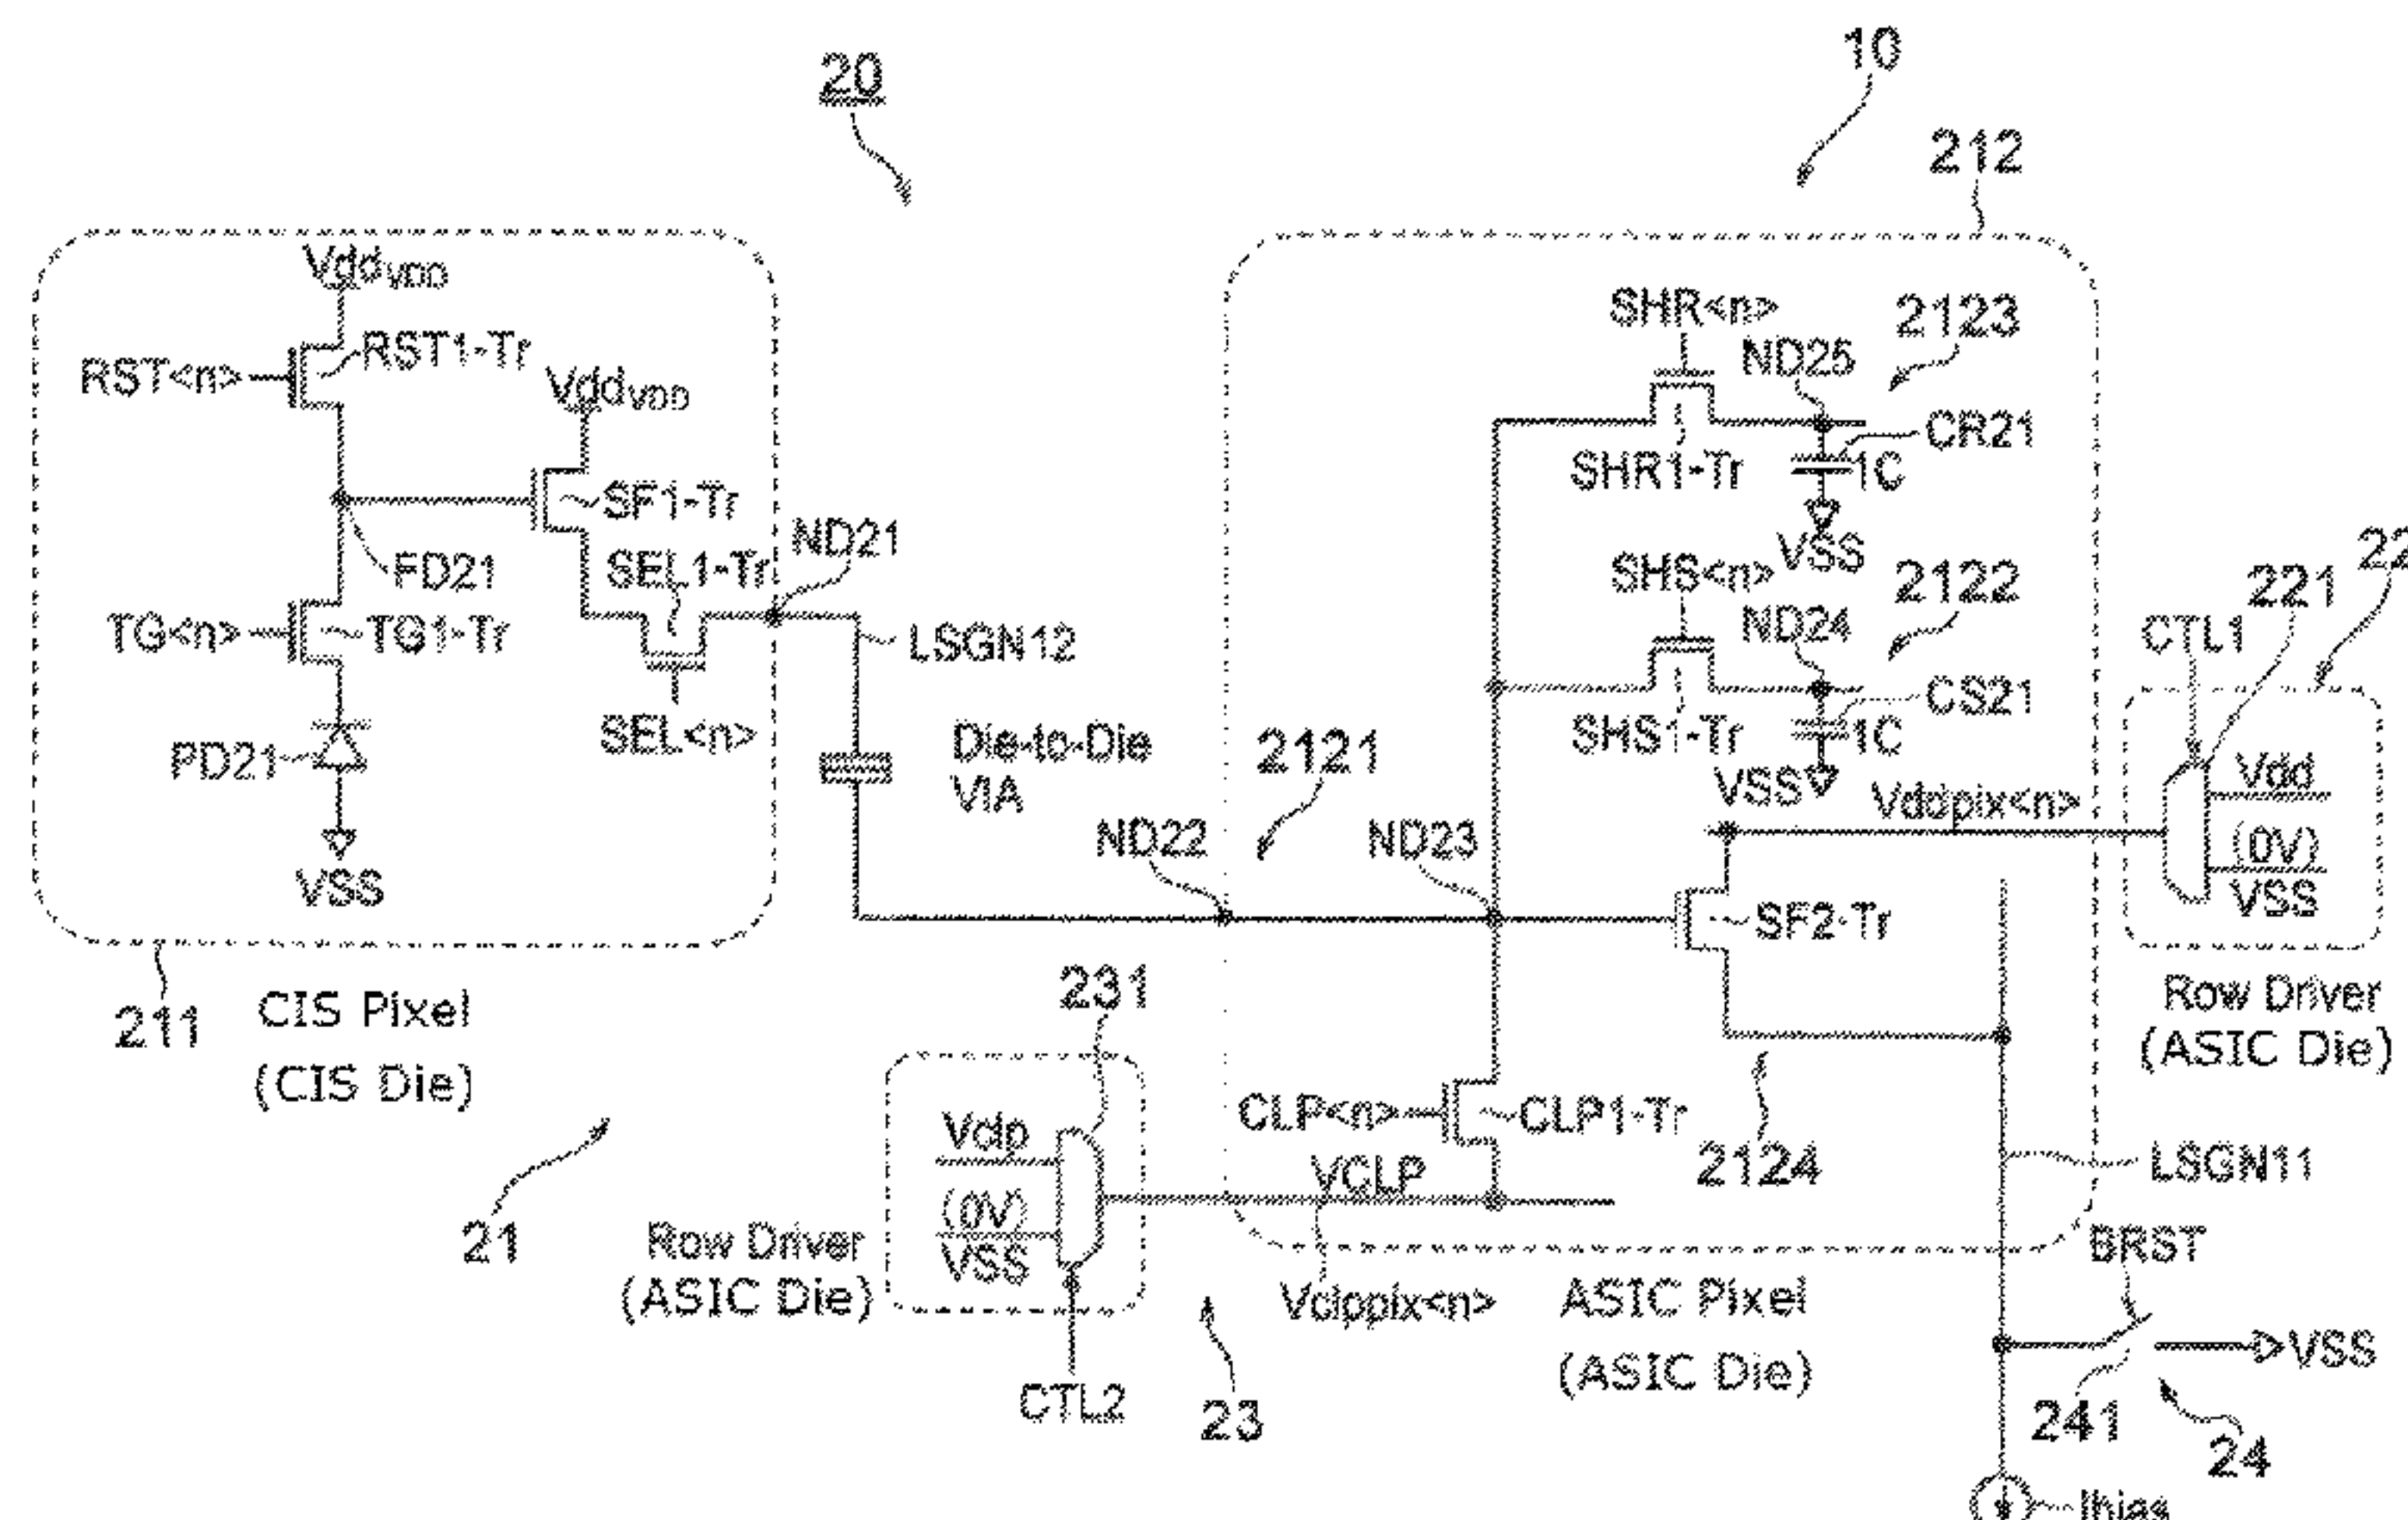 20
10
212
VddVDD
RST<n>
RST1-Tr
VddVDD
SF1-Tr
FD21
SEL1-Tr
ND21
TG<n>
TG1-Tr
LSGN12
SEL<n>
PD21
VSS
Die-to-Die
VIA
211
CIS Pixel
(CIS Die)
SHR<n>
2123
ND25
CR21
SHR1-Tr
1C
VSS
SHS<n>
2122
ND24
CS21
SHS1-Tr
1C
VSS
2121
ND22
ND23
Vddpix<n>
SF2-Tr
22
221
CTL1
Vdd
(0V)
VSS
Row Driver
(ASIC Die)
231
Vclp
(0V)
VSS
CLP<n>
CLP1-Tr
VCLP
2124
LSGN11
21
Row Driver
(ASIC Die)
CTL2
23
Vclppix<n>
ASIC Pixel
(ASIC Die)
BRST
VSS
241
24
Ibias